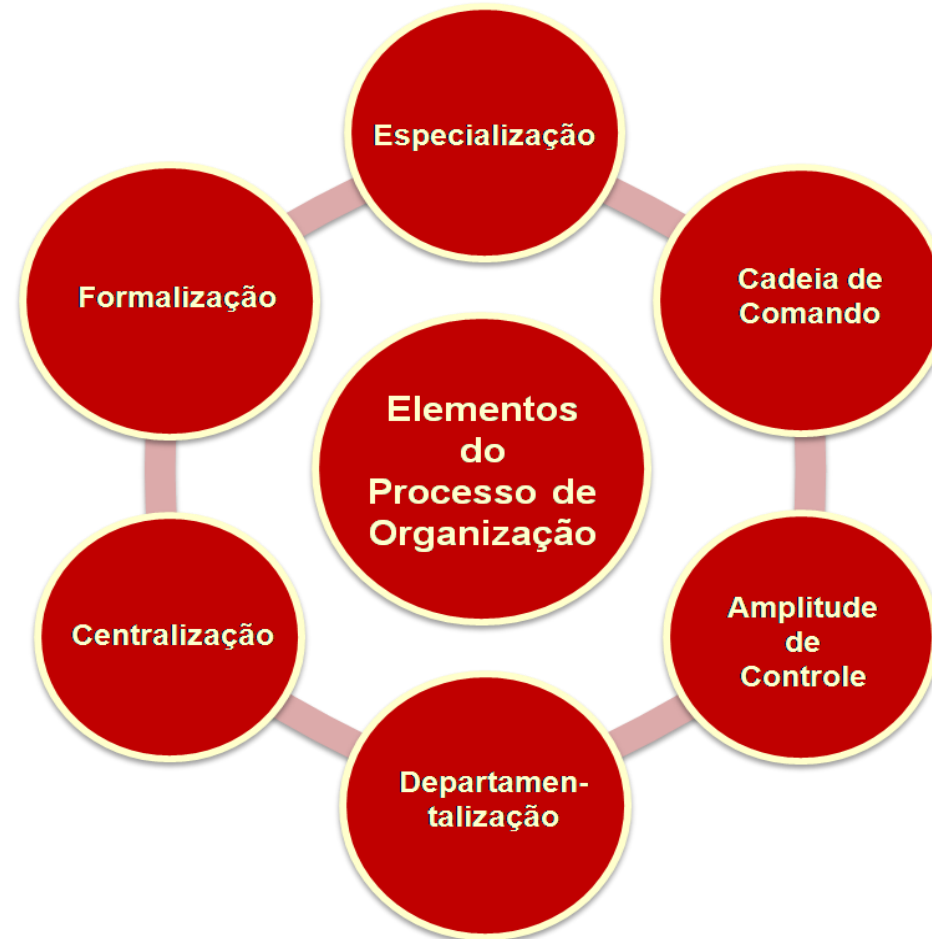 Especialização
Cadeia de
Comando
Amplitude
de
Controle
Departamen-
talização
Centralização
Formalização
Elementos
do
Processo de
Organização